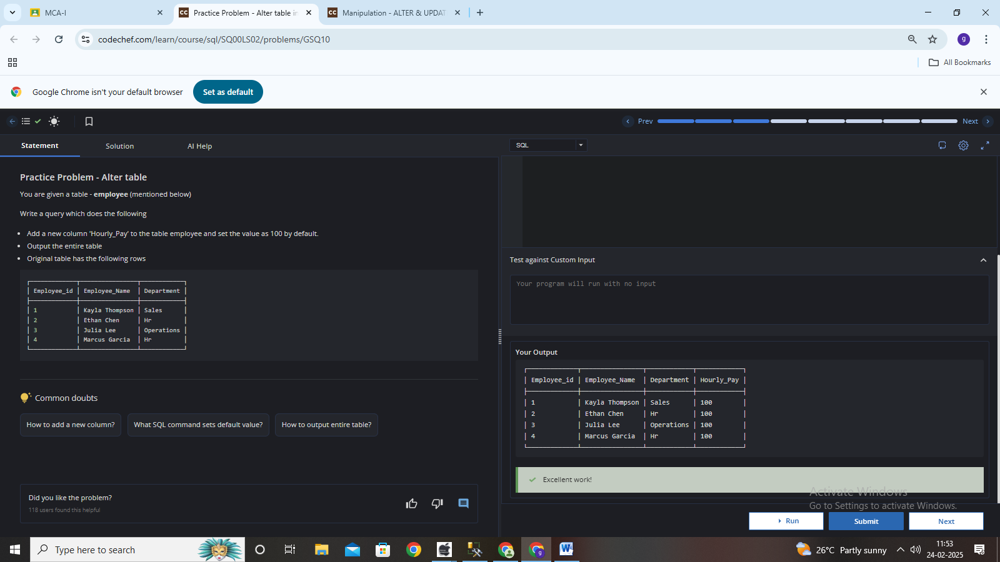 MCA-I
Practice Problem - Alter table in
Manipulation - ALTER & UPDAT
codechef.com/learn/course/sql/SQ00LS02/problems/GSQ10
All Bookmarks
Google Chrome isn't your default browser
Set as default
Prev
Next
Statement
Solution
AI Help
SQL
Practice Problem - Alter table
You are given a table - employee (mentioned below)
Write a query which does the following
• Add a new column 'Hourly_Pay' to the table employee and set the value as 100 by default.
• Output the entire table
• Original table has the following rows
Employee_id | Employee_Name | Department
1 | Kayla Thompson | Sales
2 | Ethan Chen | Hr
3 | Julia Lee | Operations
4 | Marcus Garcia | Hr
Common doubts
How to add a new column?
What SQL command sets default value?
How to output entire table?
Did you like the problem?
118 users found this helpful
Test against Custom Input
Your program will run with no input
Your Output
Employee_id | Employee_Name | Department | Hourly_Pay
1 | Kayla Thompson | Sales | 100
2 | Ethan Chen | Hr | 100
3 | Julia Lee | Operations | 100
4 | Marcus Garcia | Hr | 100
Excellent work!
Activate Windows
Go to Settings to activate Windows.
Run
Submit
Next
Type here to search
26°C Partly sunny
11:53
24-02-2025